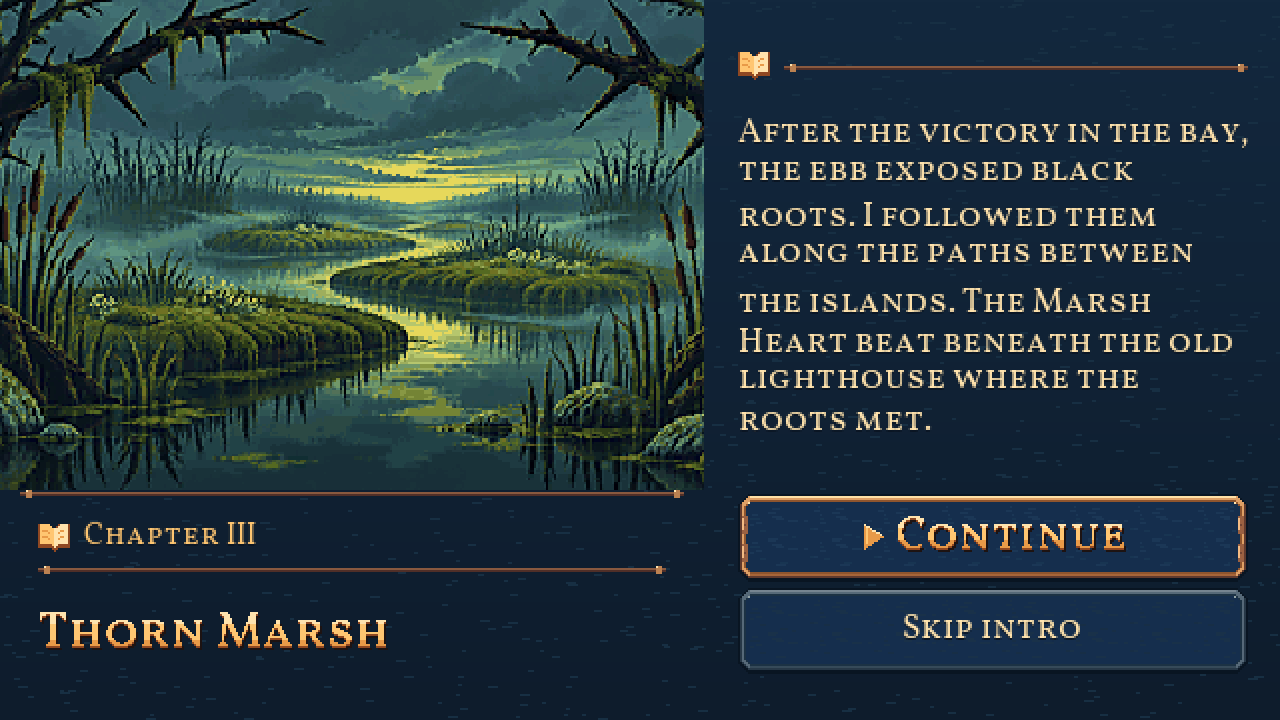 After the victory in the bay,
the ebb exposed black
roots. I followed them
along the paths between
the islands. The Marsh
Heart beat beneath the old
lighthouse where the
roots met.
Chapter III
Thorn Marsh
Continue
Skip intro